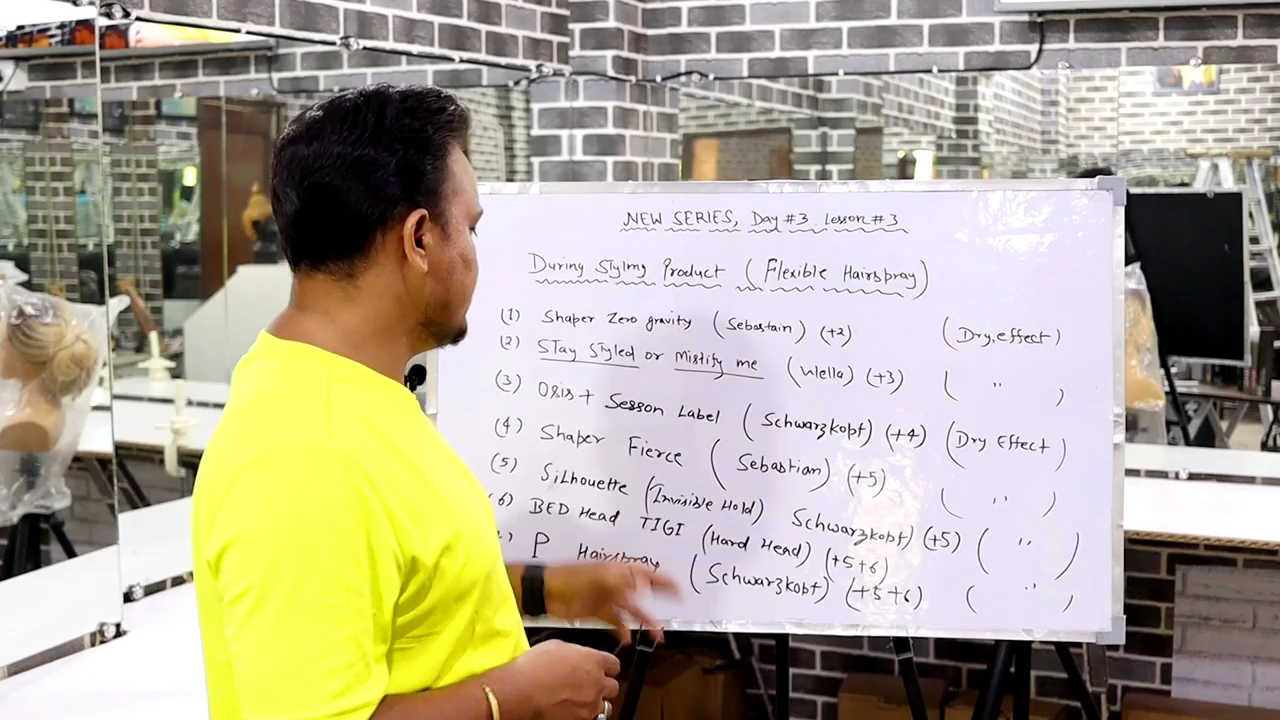 NEW SERIES, Day #3 Lesson #3
During Styling Product ( Flexible Hairspray )
(1) Shaper Zero gravity ( Sebastain ) (+2) ( Dry, effect )
(2) Stay Styled or Mistify me ( Wella ) (+3) ( " )
(3) Osis + Sesson Label ( Schwarzkopf ) (+4) ( Dry Effect )
(4) Shaper Fierce ( Sebastian ) (+5) ( " )
(5) Silhouette ( Invisible Hold ) Schwarzkopf ) (+5) ( " )
(6) BED Head TIGI ( Hard Head ) (+5+6)
) P Hairspray ( Schwarzkopf ) (+5+6) ( " )